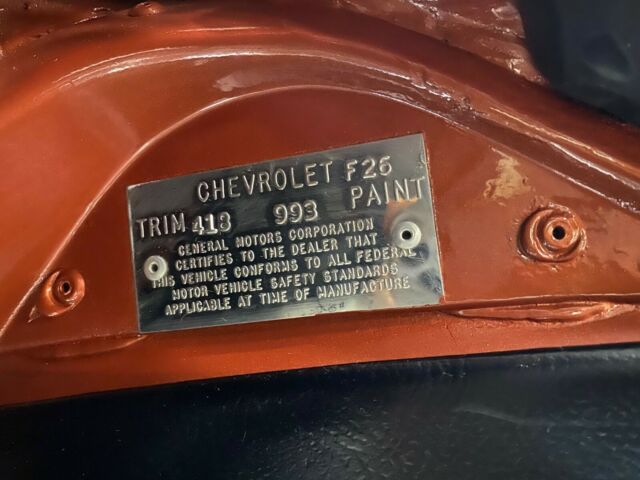 CHEVROLET F26
TRIM 418 993 PAINT
GENERAL MOTORS CORPORATION
CERTIFIES TO THE DEALER THAT
THIS VEHICLE CONFORMS TO ALL FEDERAL
MOTOR VEHICLE SAFETY STANDARDS
APPLICABLE AT TIME OF MANUFACTURE